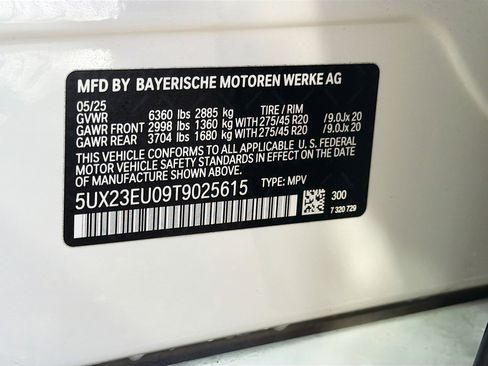 MFD BY BAYERISCHE MOTOREN WERKE AG
05/25
GVWR 6360 lbs 2885 kg TIRE / RIM
GAWR FRONT 2998 lbs 1360 kg WITH 275/45 R20 /9.0Jx 20
GAWR REAR 3704 lbs 1680 kg WITH 275/45 R20 /9.0Jx 20
THIS VEHICLE CONFORMS TO ALL APPLICABLE U. S. FEDERAL
MOTOR VEHICLE SAFETY STANDARDS IN EFFECT ON THE DATE
OF MANUFACTURE SHOWN ABOVE.
5UX23EU09T9025615 TYPE: MPV
300
7 320 729